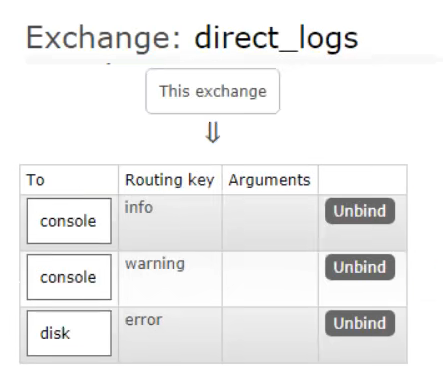 Exchange: direct_logs
This exchange
⇓
To Routing key Arguments
console info Unbind
console warning Unbind
disk error Unbind